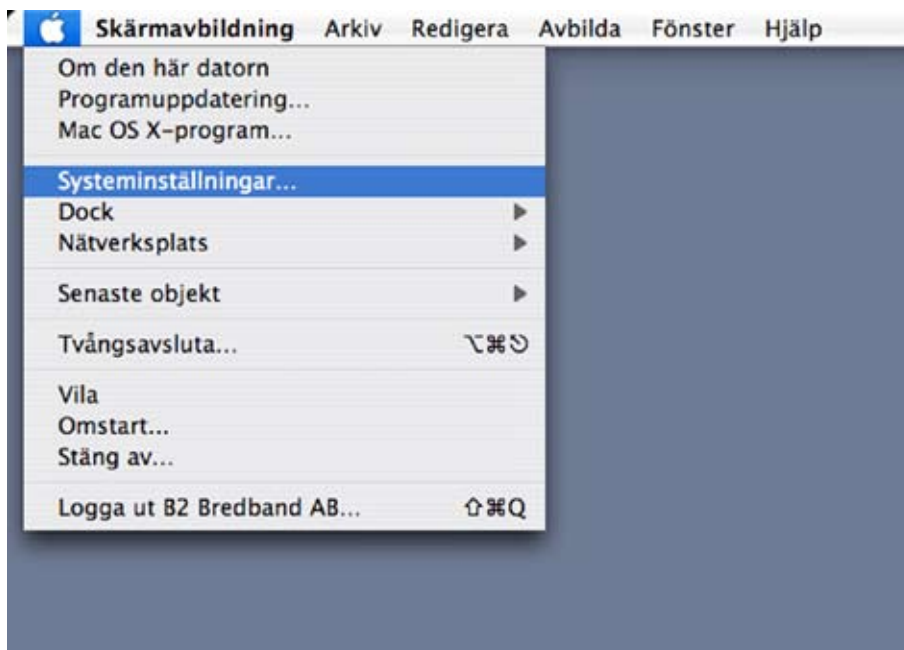 Skärmavbildning Arkiv Redigera Avbilda Fönster Hjälp
Om den här datorn
Programuppdatering...
Mac OS X-program...
Systeminställningar...
Dock
Nätverksplats
Senaste objekt
Tvångsavsluta... ⌥⌘⎋
Vila
Omstart...
Stäng av...
Logga ut B2 Bredband AB... ⇧⌘Q